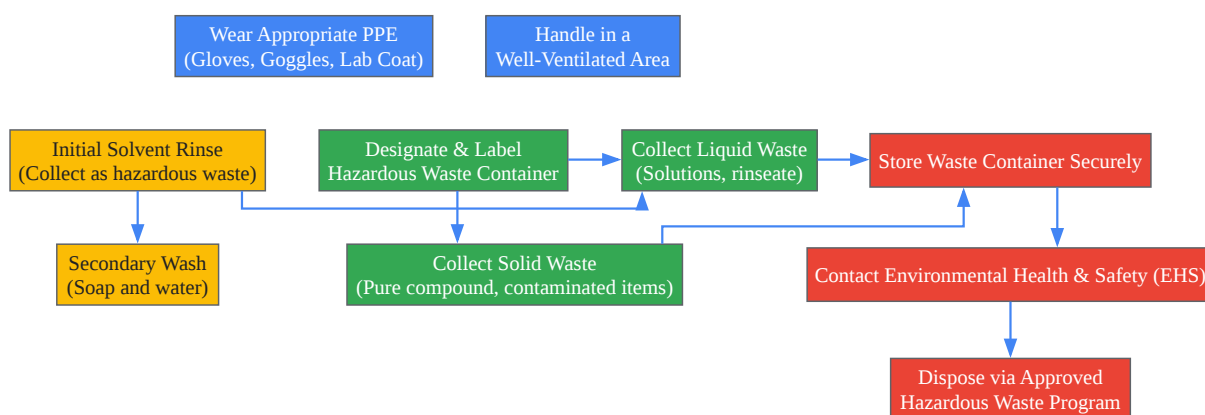 Wear Appropriate PPE
(Gloves, Goggles, Lab Coat)
Handle in a
Well-Ventilated Area
Initial Solvent Rinse
(Collect as hazardous waste)
Designate & Label
Hazardous Waste Container
Collect Liquid Waste
(Solutions, rinseate)
Store Waste Container Securely
Secondary Wash
(Soap and water)
Collect Solid Waste
(Pure compound, contaminated items)
Contact Environmental Health & Safety (EHS)
Dispose via Approved
Hazardous Waste Program